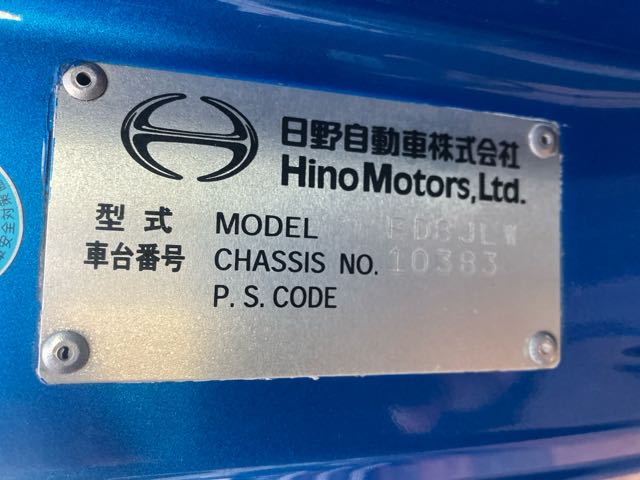 日野自動車株式会社
Hino Motors, Ltd.
型式 MODEL FD8JLW
車台番号 CHASSIS NO. 10383
P. S. CODE